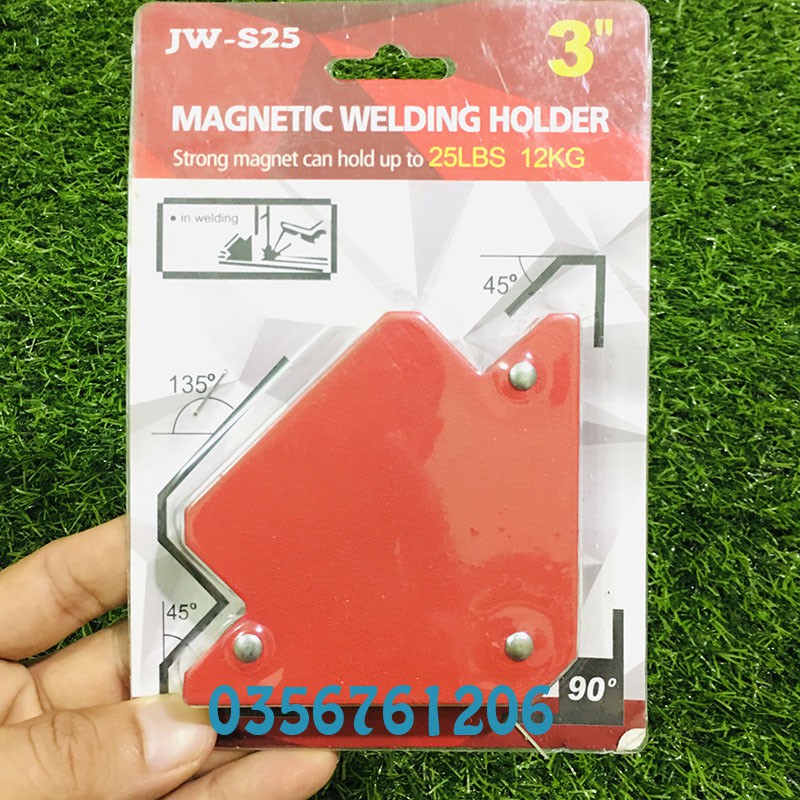 JW-S25
3"
MAGNETIC WELDING HOLDER
Strong magnet can hold up to 25LBS 12KG
• in welding
45°
135°
45°
90°
0356761206